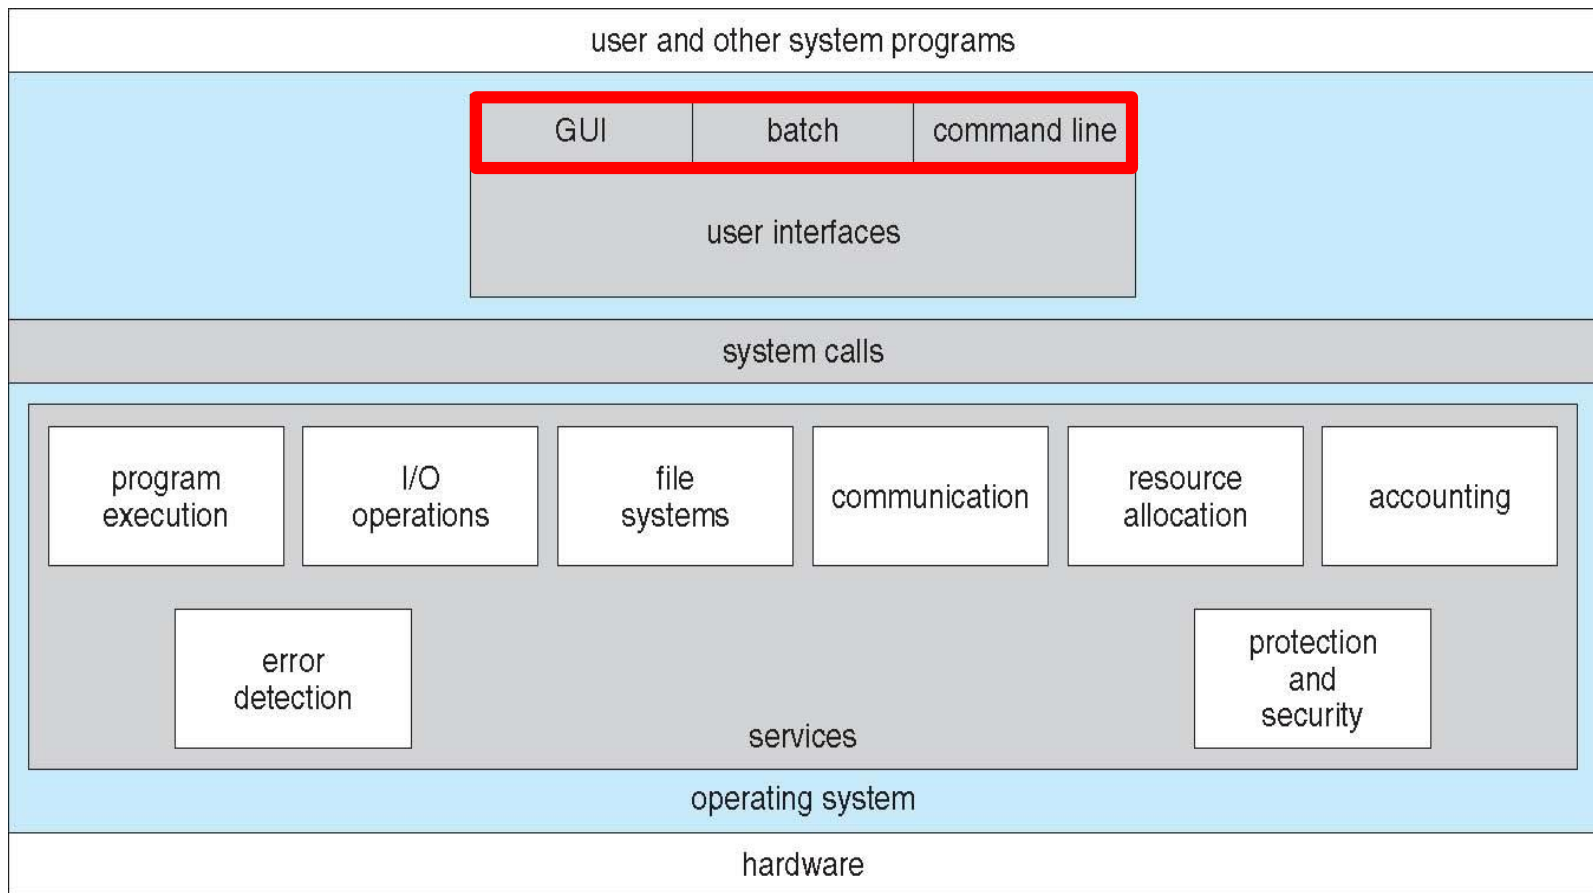 user and other system programs
GUI batch command line
user interfaces
system calls
program
execution
I/O
operations
file
systems
communication
resource
allocation
accounting
error
detection
protection
and
security
services
operating system
hardware